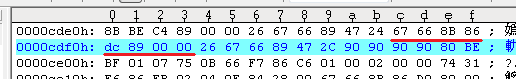 0 1 2 3 4 5 6 7 8 9 a b c d e f
0000cde0h: 8B BE C4 89 00 00 26 67 66 89 47 24 67 66 8B 86 ;
0000cdf0h: dc 89 00 00 26 67 66 89 47 2C 90 90 90 90 80 BE ;
BF 01 07 75 0B 66 F7 86 C6 01 00 02 00 00 74 31